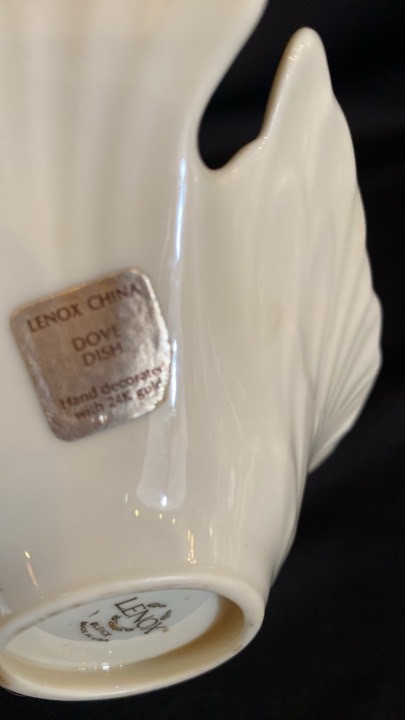 LENOX CHINA
DOVE
DISH
Hand decorated
with 24K gold
LENOX